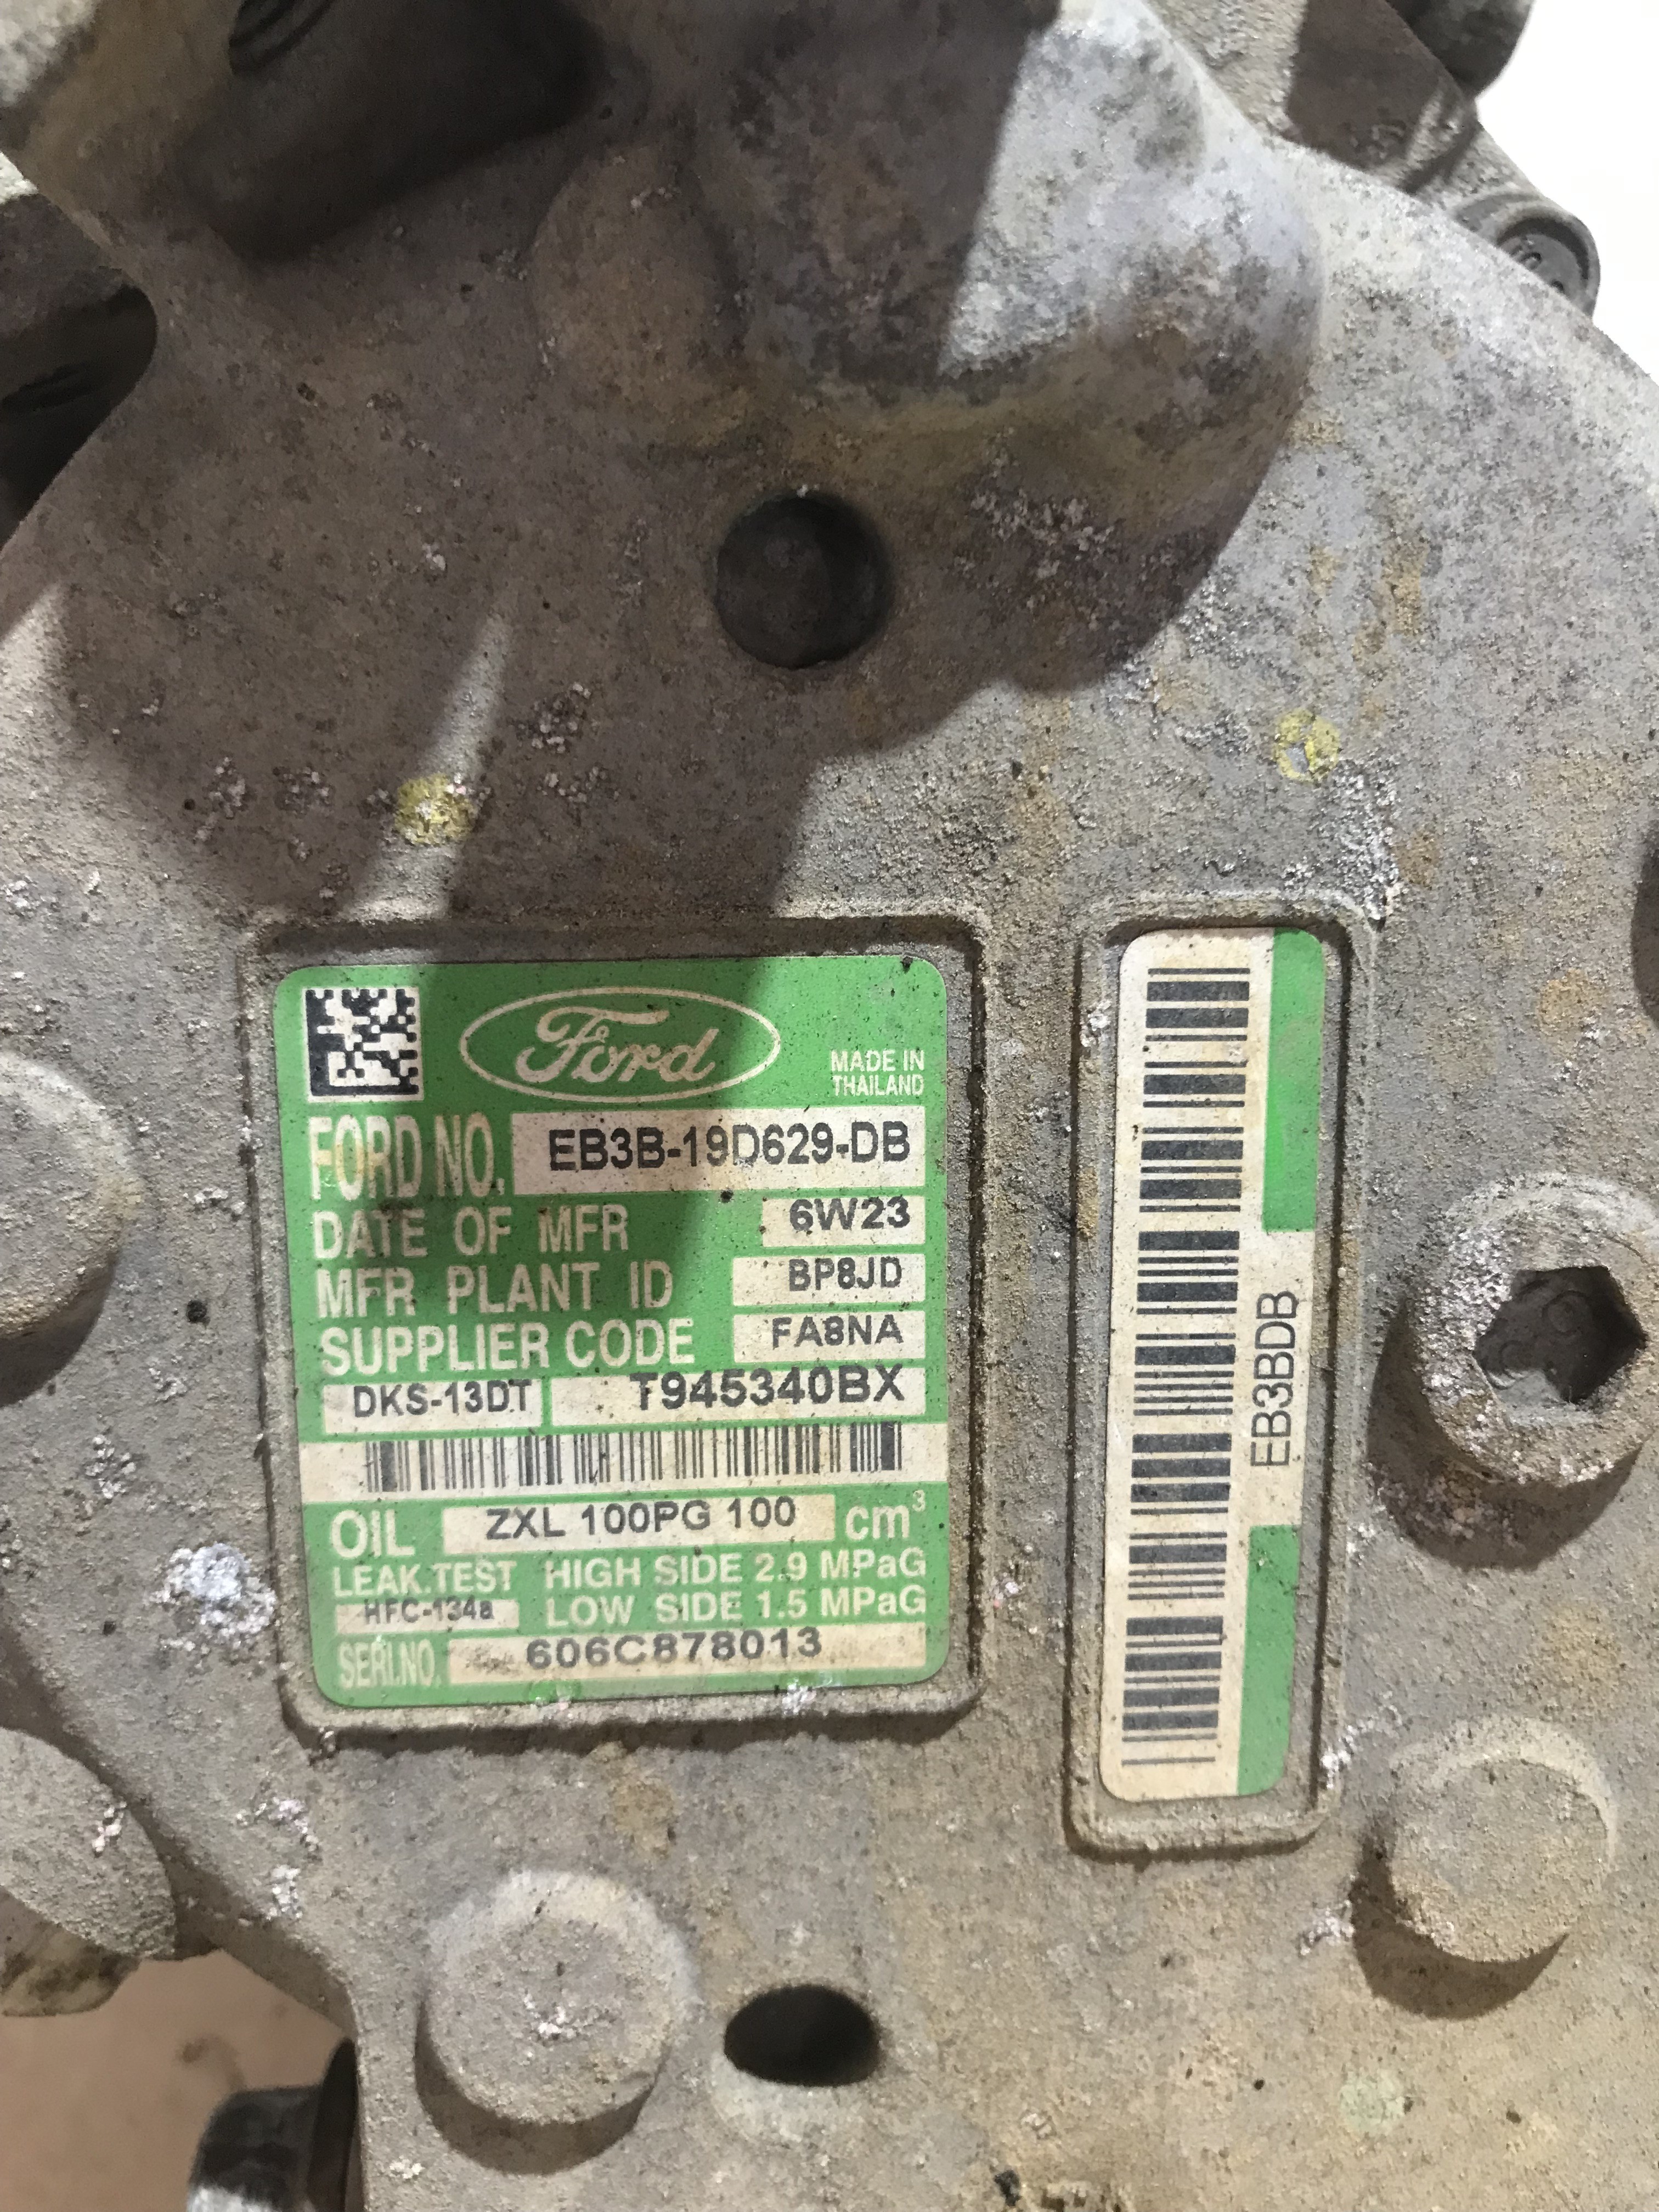 Ford
MADE IN
THAILAND
FORD NO. EB3B-19D629-DB
DATE OF MFR 6W23
MFR PLANT ID BP8JD
SUPPLIER CODE FA8NA
DKS-13DT T945340BX
OIL ZXL 100PG 100 cm³
LEAK.TEST HIGH SIDE 2.9 MPaG
HFC-134a LOW SIDE 1.5 MPaG
SERI.NO. 606C878013
EB3BDB